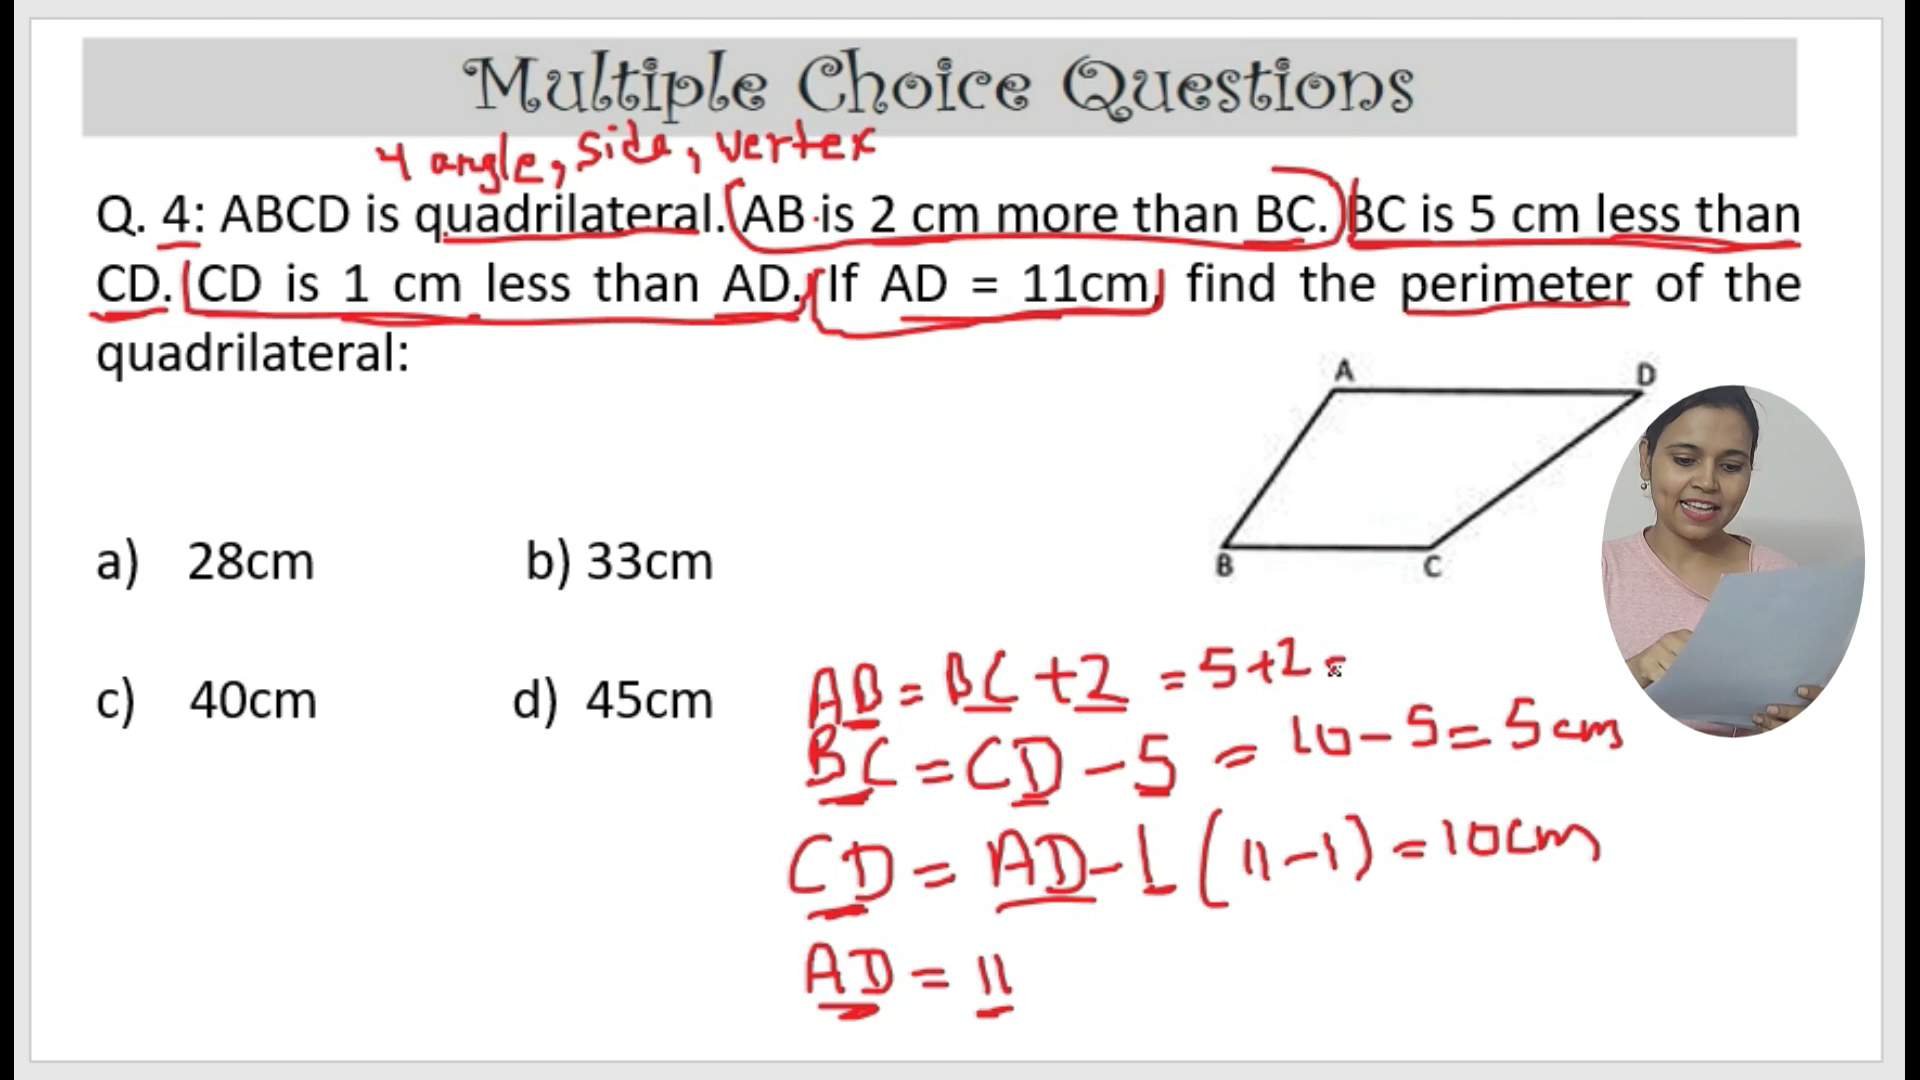 Multiple Choice Questions
4 angle, side, vertex
Q. 4: ABCD is quadrilateral. AB is 2 cm more than BC. BC is 5 cm less than
CD. CD is 1 cm less than AD. If AD = 11cm, find the perimeter of the
quadrilateral:
A D
B C
a) 28cm b) 33cm
c) 40cm d) 45cm
AB = BC + 2 = 5 + 2 =
BC = CD - 5 = 10 - 5 = 5 cm
CD = AD - 1 (11 - 1) = 10 cm
AD = 11